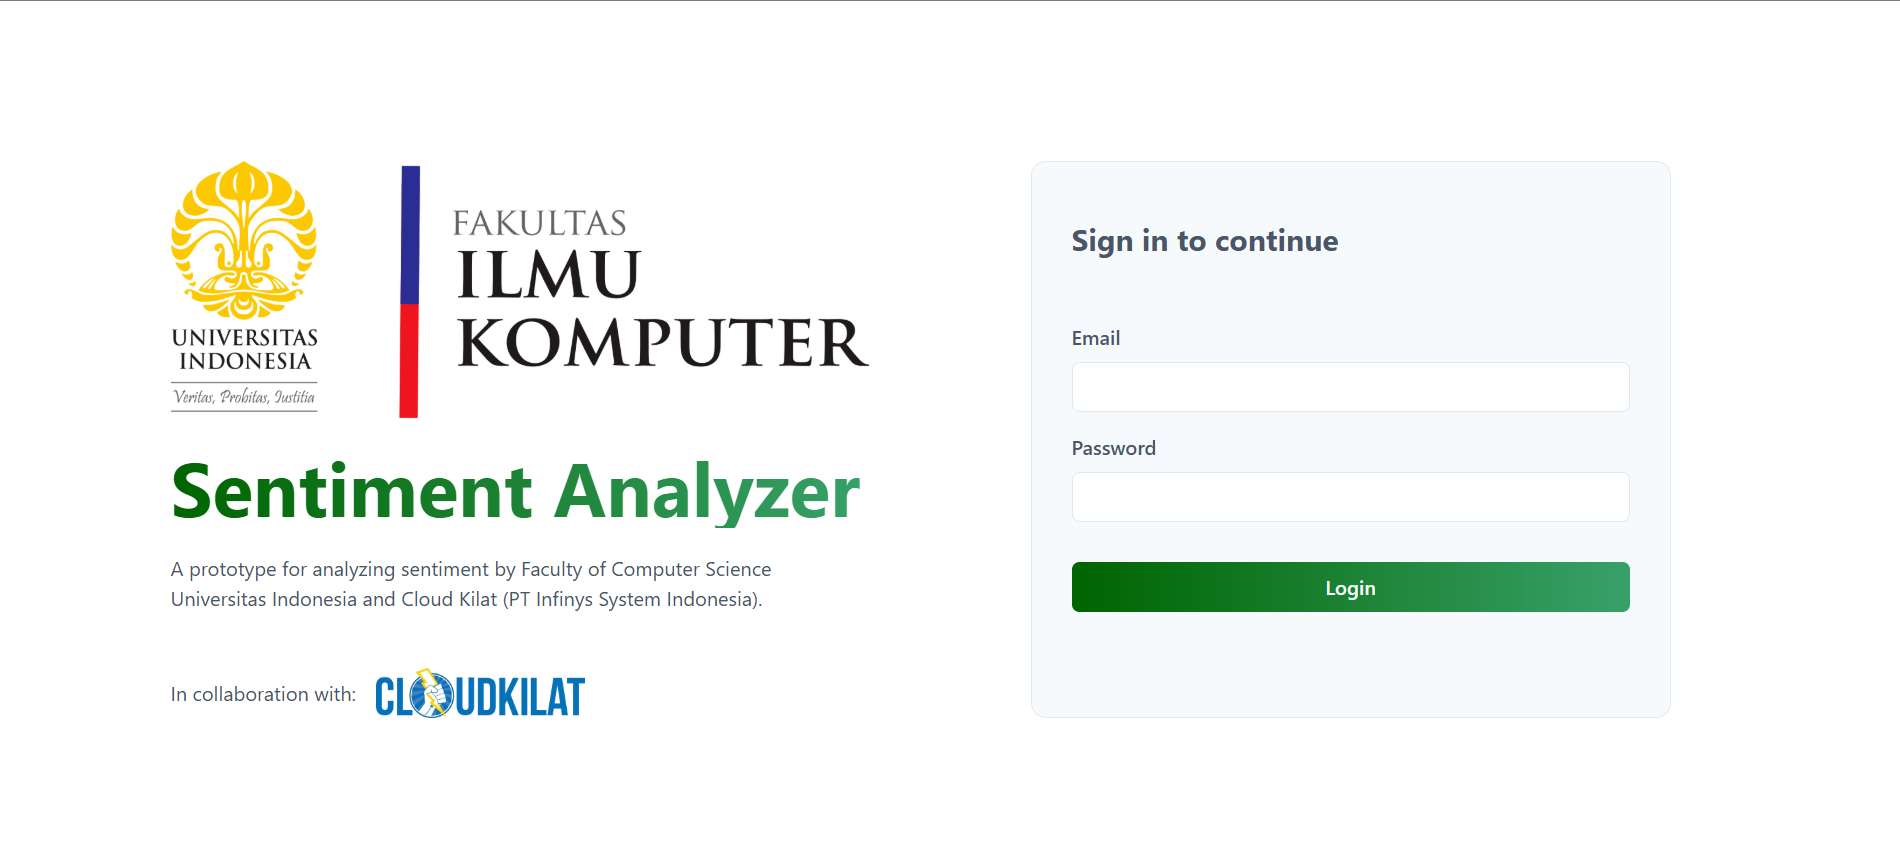 UNIVERSITAS
INDONESIA
Veritas, Probitas, Iustitia
FAKULTAS
ILMU
KOMPUTER
Sentiment Analyzer
A prototype for analyzing sentiment by Faculty of Computer Science
Universitas Indonesia and Cloud Kilat (PT Infinys System Indonesia).
In collaboration with:
CLOUDKILAT
Sign in to continue
Email
Password
Login